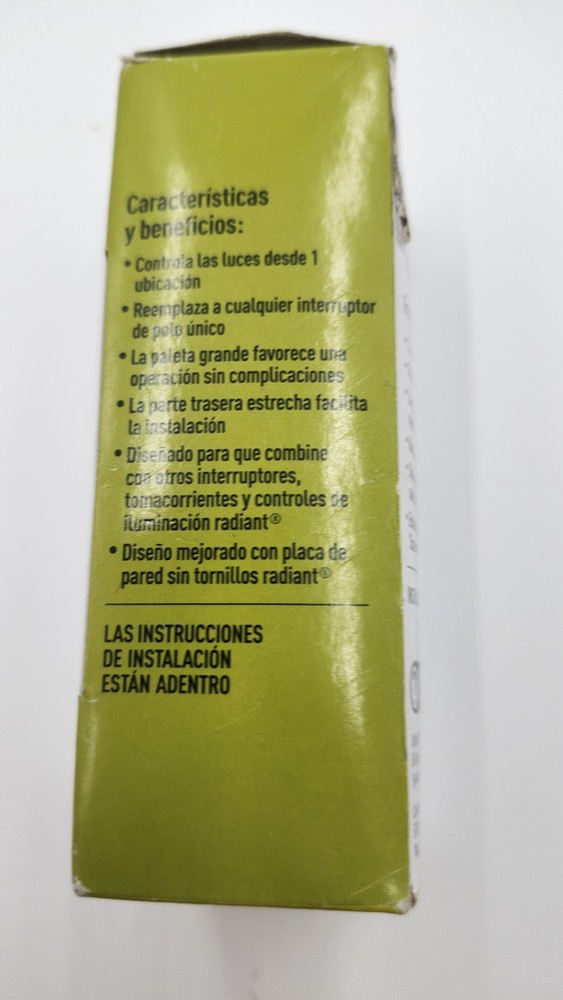 Características
y beneficios:
• Controla las luces desde 1
ubicación
• Reemplaza a cualquier interruptor
de polo único
• La paleta grande favorece una
operación sin complicaciones
• La parte trasera estrecha facilita
la instalación
• Diseñado para que combine
con otros interruptores,
tomacorrientes y controles de
iluminación radiant®
• Diseño mejorado con placa de
pared sin tornillos radiant®
LAS INSTRUCCIONES
DE INSTALACIÓN
ESTÁN ADENTRO